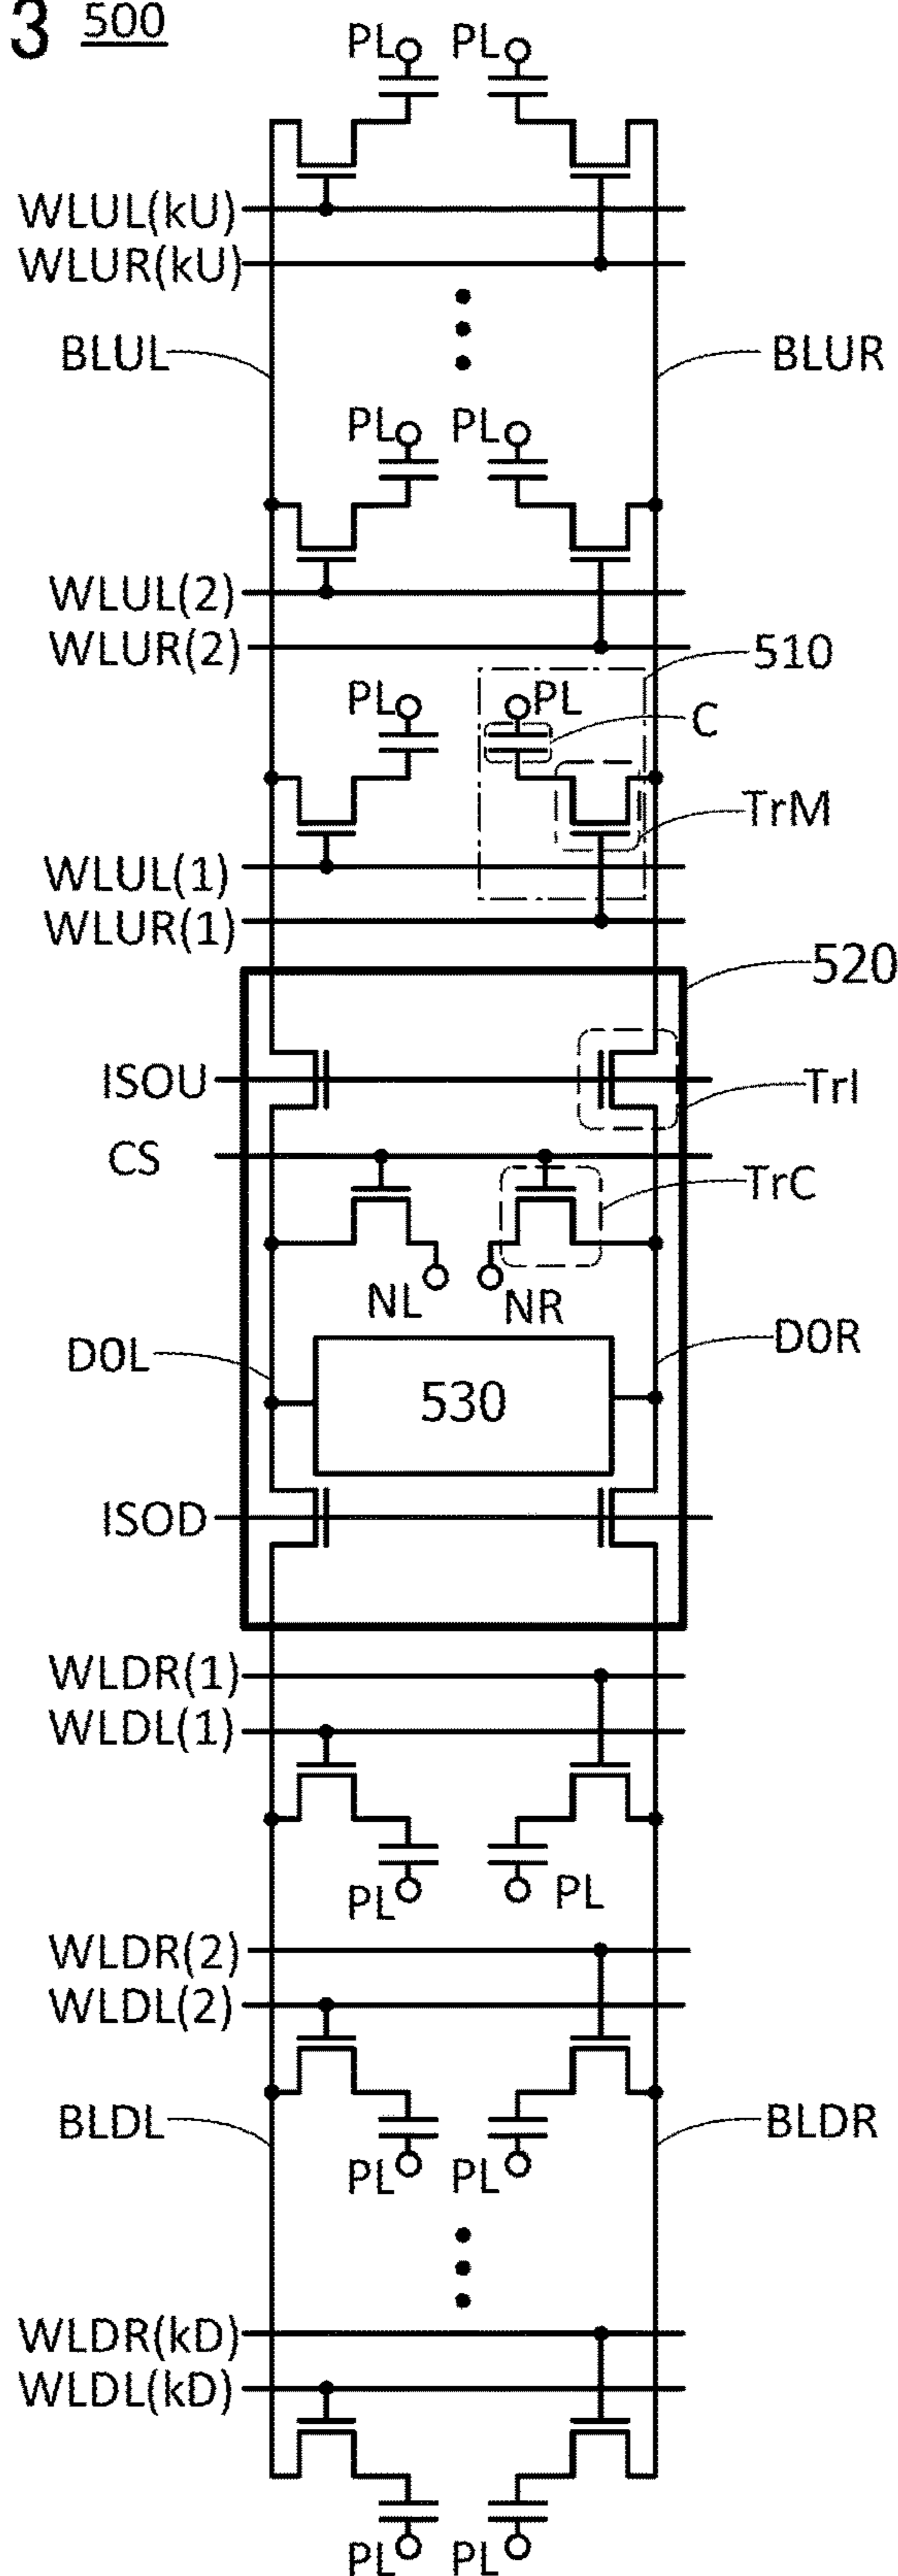 3 500
PL PL
WLUL(kU)
WLUR(kU)
BLUL BLUR
PL PL
WLUL(2)
WLUR(2)
510
PL PL
C
TrM
WLUL(1)
WLUR(1)
520
ISOU TrI
CS
TrC
NL NR
D0L D0R
530
ISOD
WLDR(1)
WLDL(1)
PL PL
WLDR(2)
WLDL(2)
BLDL BLDR
PL PL
WLDR(kD)
WLDL(kD)
PL PL